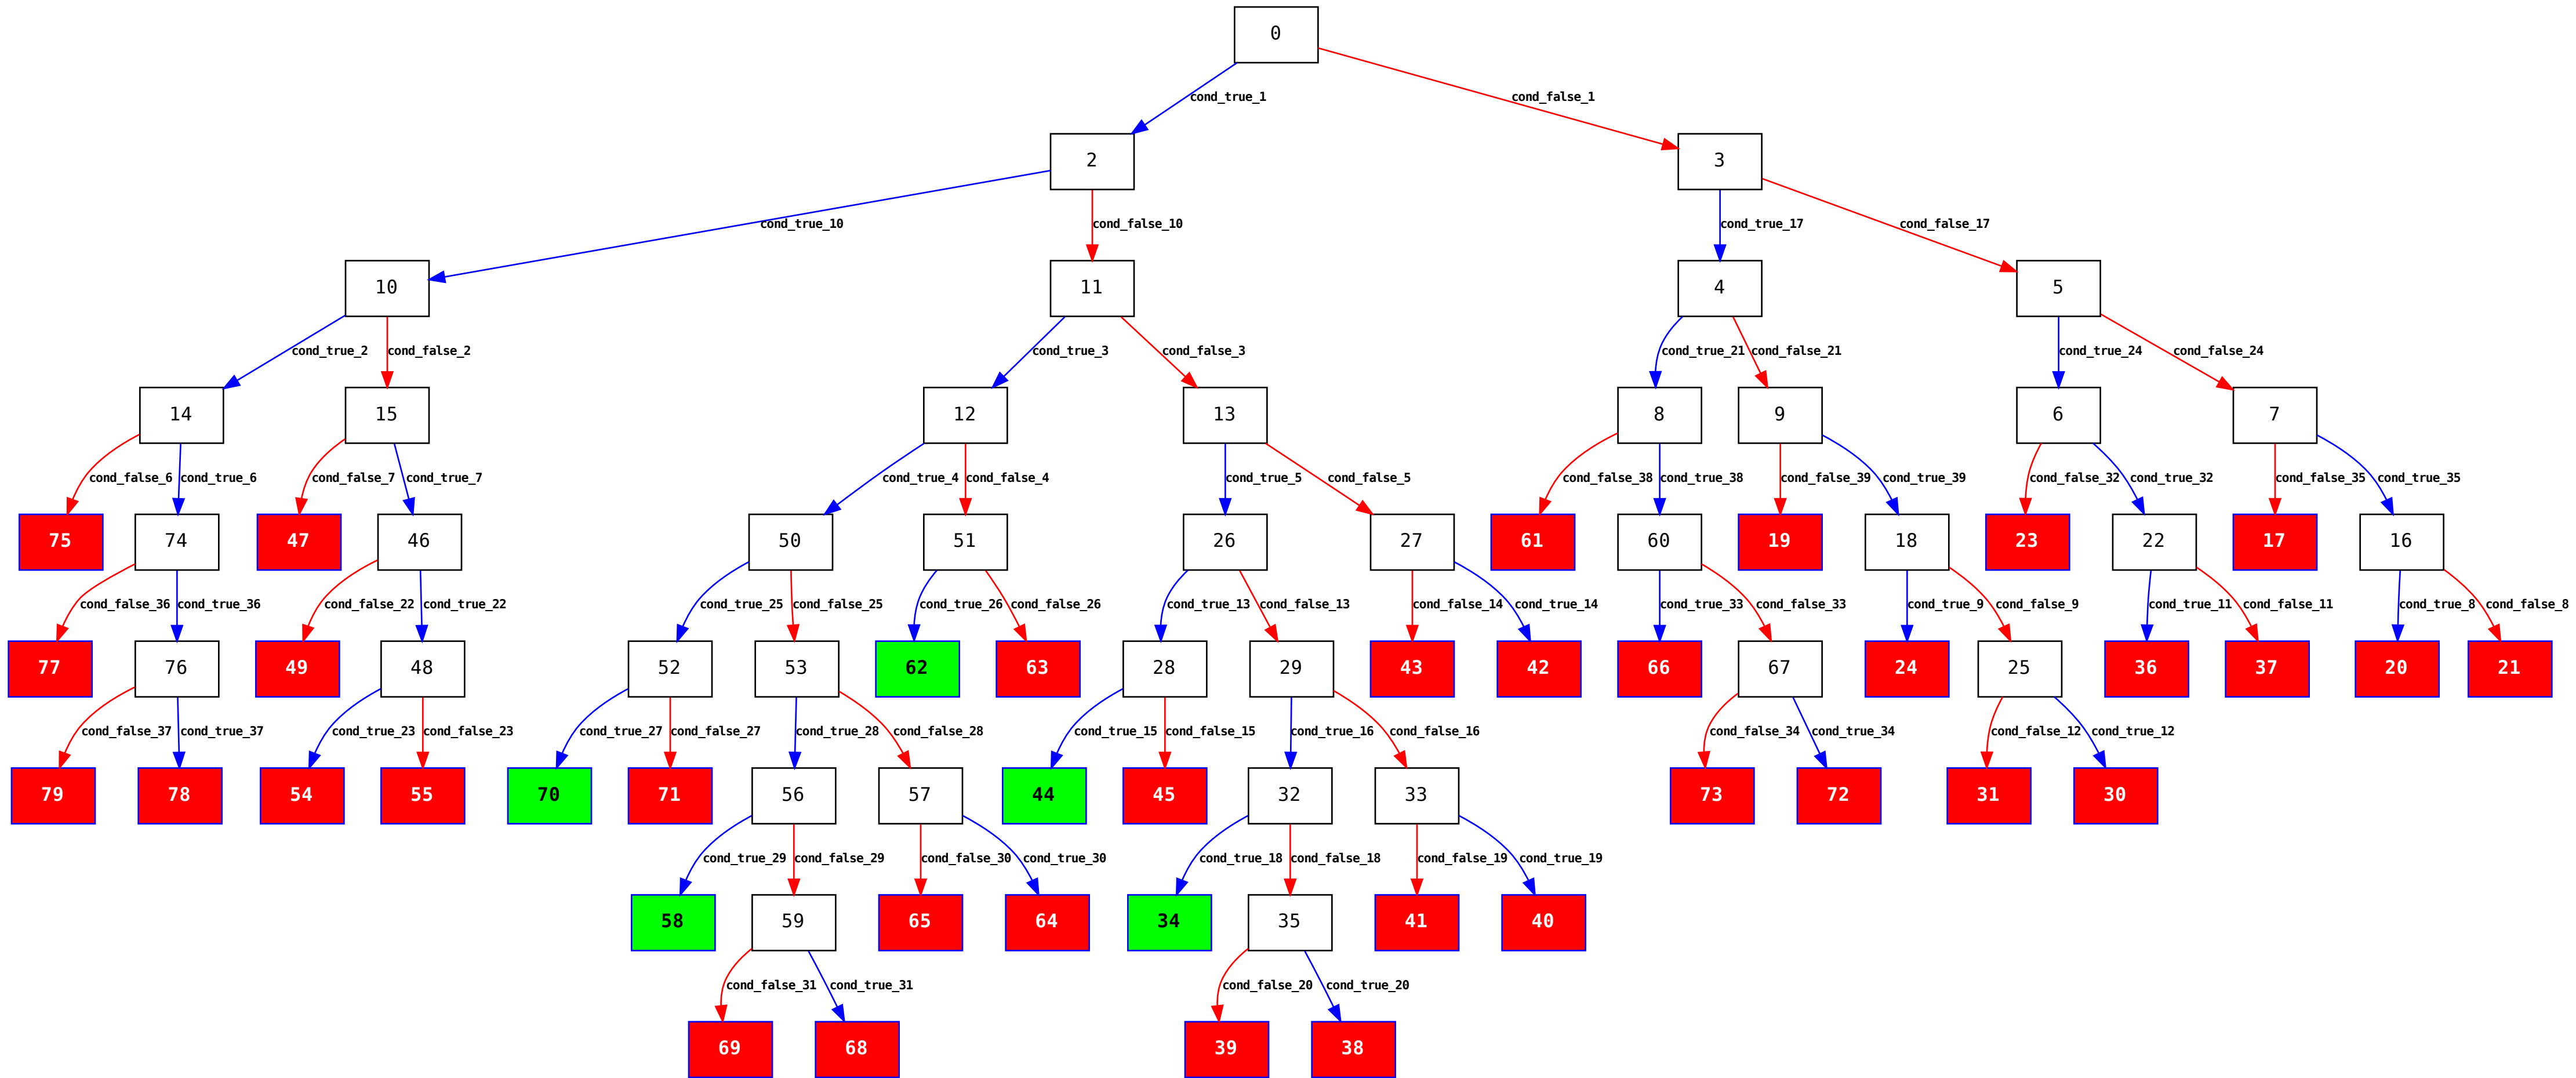 0
cond_true_1 cond_false_1
2 3
cond_true_10 cond_false_10 cond_true_17 cond_false_17
10 11 4 5
cond_true_2 cond_false_2 cond_true_3 cond_false_3 cond_true_21 cond_false_21 cond_true_24 cond_false_24
14 15 12 13 8 9 6 7
cond_false_6 cond_true_6 cond_false_7 cond_true_7 cond_true_4 cond_false_4 cond_true_5 cond_false_5 cond_false_38 cond_true_38 cond_false_39 cond_true_39 cond_false_32 cond_true_32 cond_false_35 cond_true_35
75 74 47 46 50 51 26 27 61 60 19 18 23 22 17 16
cond_false_36 cond_true_36 cond_false_22 cond_true_22 cond_true_25 cond_false_25 cond_true_26 cond_false_26 cond_true_13 cond_false_13 cond_false_14 cond_true_14 cond_true_33 cond_false_33 cond_true_9 cond_false_9 cond_true_11 cond_false_11 cond_true_8 cond_false_8
77 76 49 48 52 53 62 63 28 29 43 42 66 67 24 25 36 37 20 21
cond_false_37 cond_true_37 cond_true_23 cond_false_23 cond_true_27 cond_false_27 cond_true_28 cond_false_28 cond_true_15 cond_false_15 cond_true_16 cond_false_16 cond_false_34 cond_true_34 cond_false_12 cond_true_12
79 78 54 55 70 71 56 57 44 45 32 33 73 72 31 30
cond_true_29 cond_false_29 cond_false_30 cond_true_30 cond_true_18 cond_false_18 cond_false_19 cond_true_19
58 59 65 64 34 35 41 40
cond_false_31 cond_true_31 cond_false_20 cond_true_20
69 68 39 38